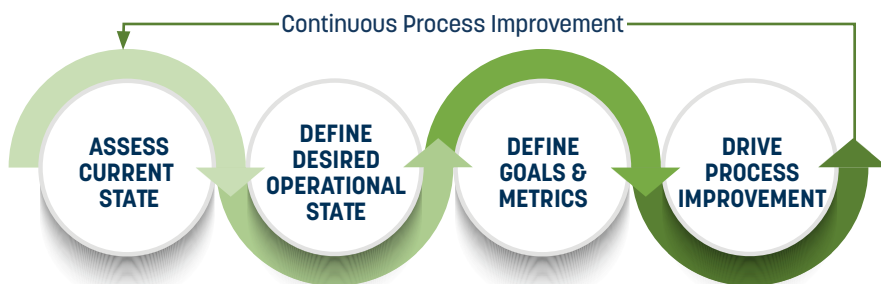 Continuous Process Improvement
ASSESS
CURRENT
STATE
DEFINE
DESIRED
OPERATIONAL
STATE
DEFINE
GOALS &
METRICS
DRIVE
PROCESS
IMPROVEMENT